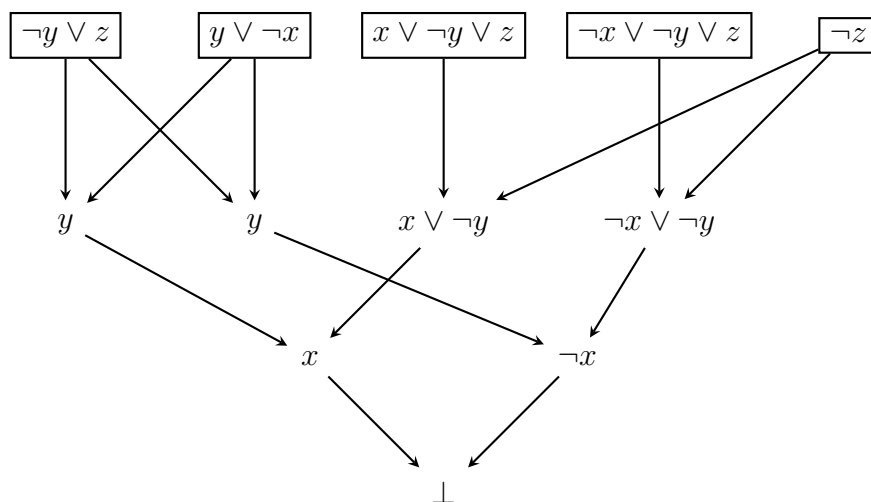 ¬y ∨ z y ∨ ¬x x ∨ ¬y ∨ z ¬x ∨ ¬y ∨ z ¬z
y y x ∨ ¬y ¬x ∨ ¬y
x ¬x
⊥